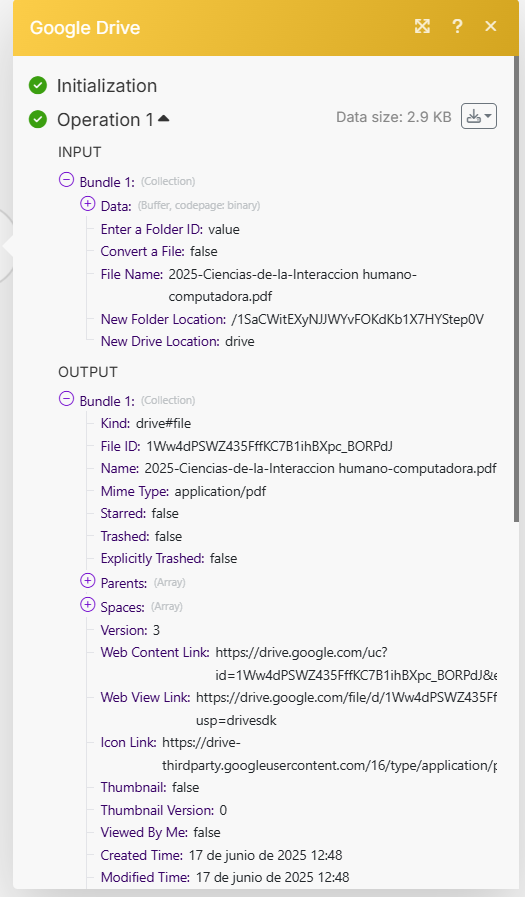 Google Drive
?
Initialization
Operation 1
Data size: 2.9 KB
INPUT
Bundle 1: (Collection)
Data: (Buffer, codepage: binary)
Enter a Folder ID: value
Convert a File: false
File Name: 2025-Ciencias-de-la-Interaccion humano-
computadora.pdf
New Folder Location: /1SaCWitEXyNJJWYvFOKdKb1X7HYStep0V
New Drive Location: drive
OUTPUT
Bundle 1: (Collection)
Kind: drive#file
File ID: 1Ww4dPSWZ435FffKC7B1ihBXpc_BORPdJ
Name: 2025-Ciencias-de-la-Interaccion humano-computadora.pdf
Mime Type: application/pdf
Starred: false
Trashed: false
Explicitly Trashed: false
Parents: (Array)
Spaces: (Array)
Version: 3
Web Content Link: https://drive.google.com/uc?
id=1Ww4dPSWZ435FffKC7B1ihBXpc_BORPdJ&e
Web View Link: https://drive.google.com/file/d/1Ww4dPSWZ435Ff
usp=drivesdk
Icon Link: https://drive-
thirdparty.googleusercontent.com/16/type/application/p
Thumbnail: false
Thumbnail Version: 0
Viewed By Me: false
Created Time: 17 de junio de 2025 12:48
Modified Time: 17 de junio de 2025 12:48